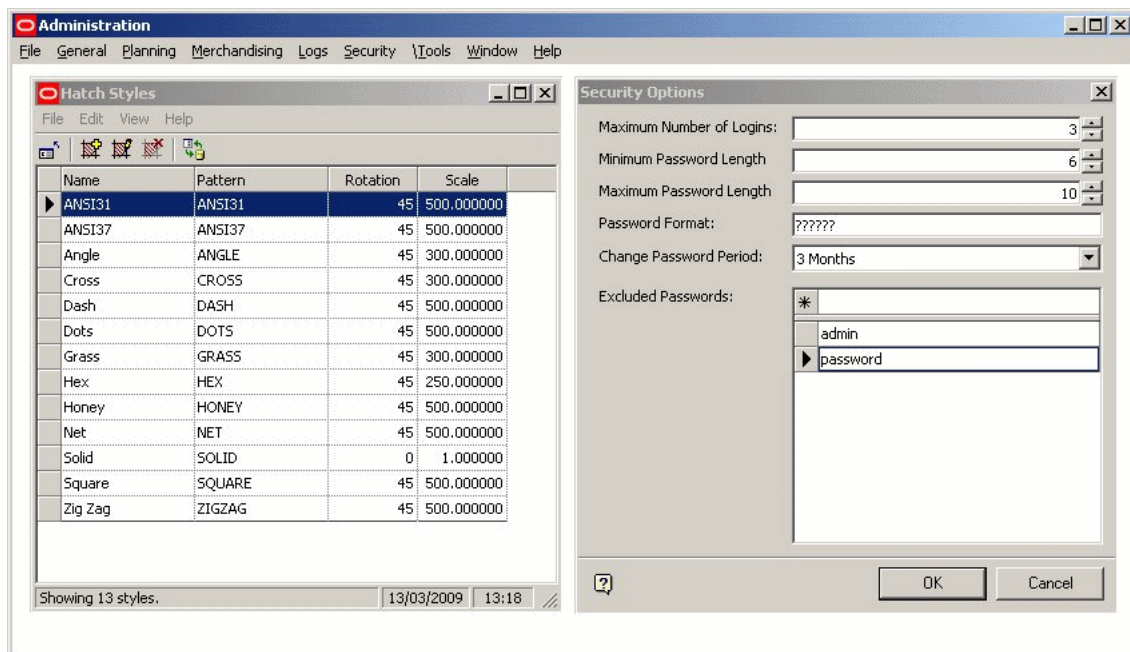 Administration
File General Planning Merchandising Logs Security \Tools Window Help
Hatch Styles
File Edit View Help
Name Pattern Rotation Scale
ANSI31 ANSI31 45 500.000000
ANSI37 ANSI37 45 500.000000
Angle ANGLE 45 300.000000
Cross CROSS 45 300.000000
Dash DASH 45 500.000000
Dots DOTS 45 500.000000
Grass GRASS 45 300.000000
Hex HEX 45 250.000000
Honey HONEY 45 500.000000
Net NET 45 500.000000
Solid SOLID 0 1.000000
Square SQUARE 45 500.000000
Zig Zag ZIGZAG 45 500.000000
Showing 13 styles. 13/03/2009 13:18
Security Options
Maximum Number of Logins: 3
Minimum Password Length 6
Maximum Password Length 10
Password Format: ??????
Change Password Period: 3 Months
Excluded Passwords:
admin
password
OK Cancel